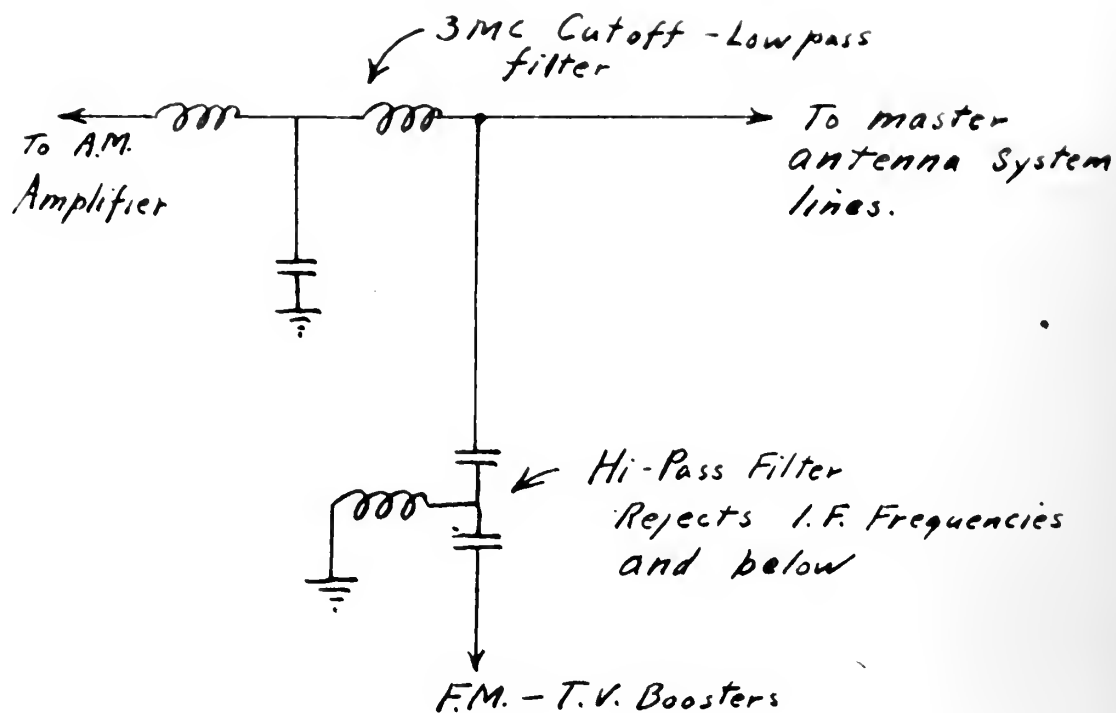 3MC Cutoff - Lowpass
filter
To A.M.
Amplifier
To master
antenna system
lines.
Hi-Pass Filter
Rejects I.F. Frequencies
and below
F.M. - T.V. Boosters